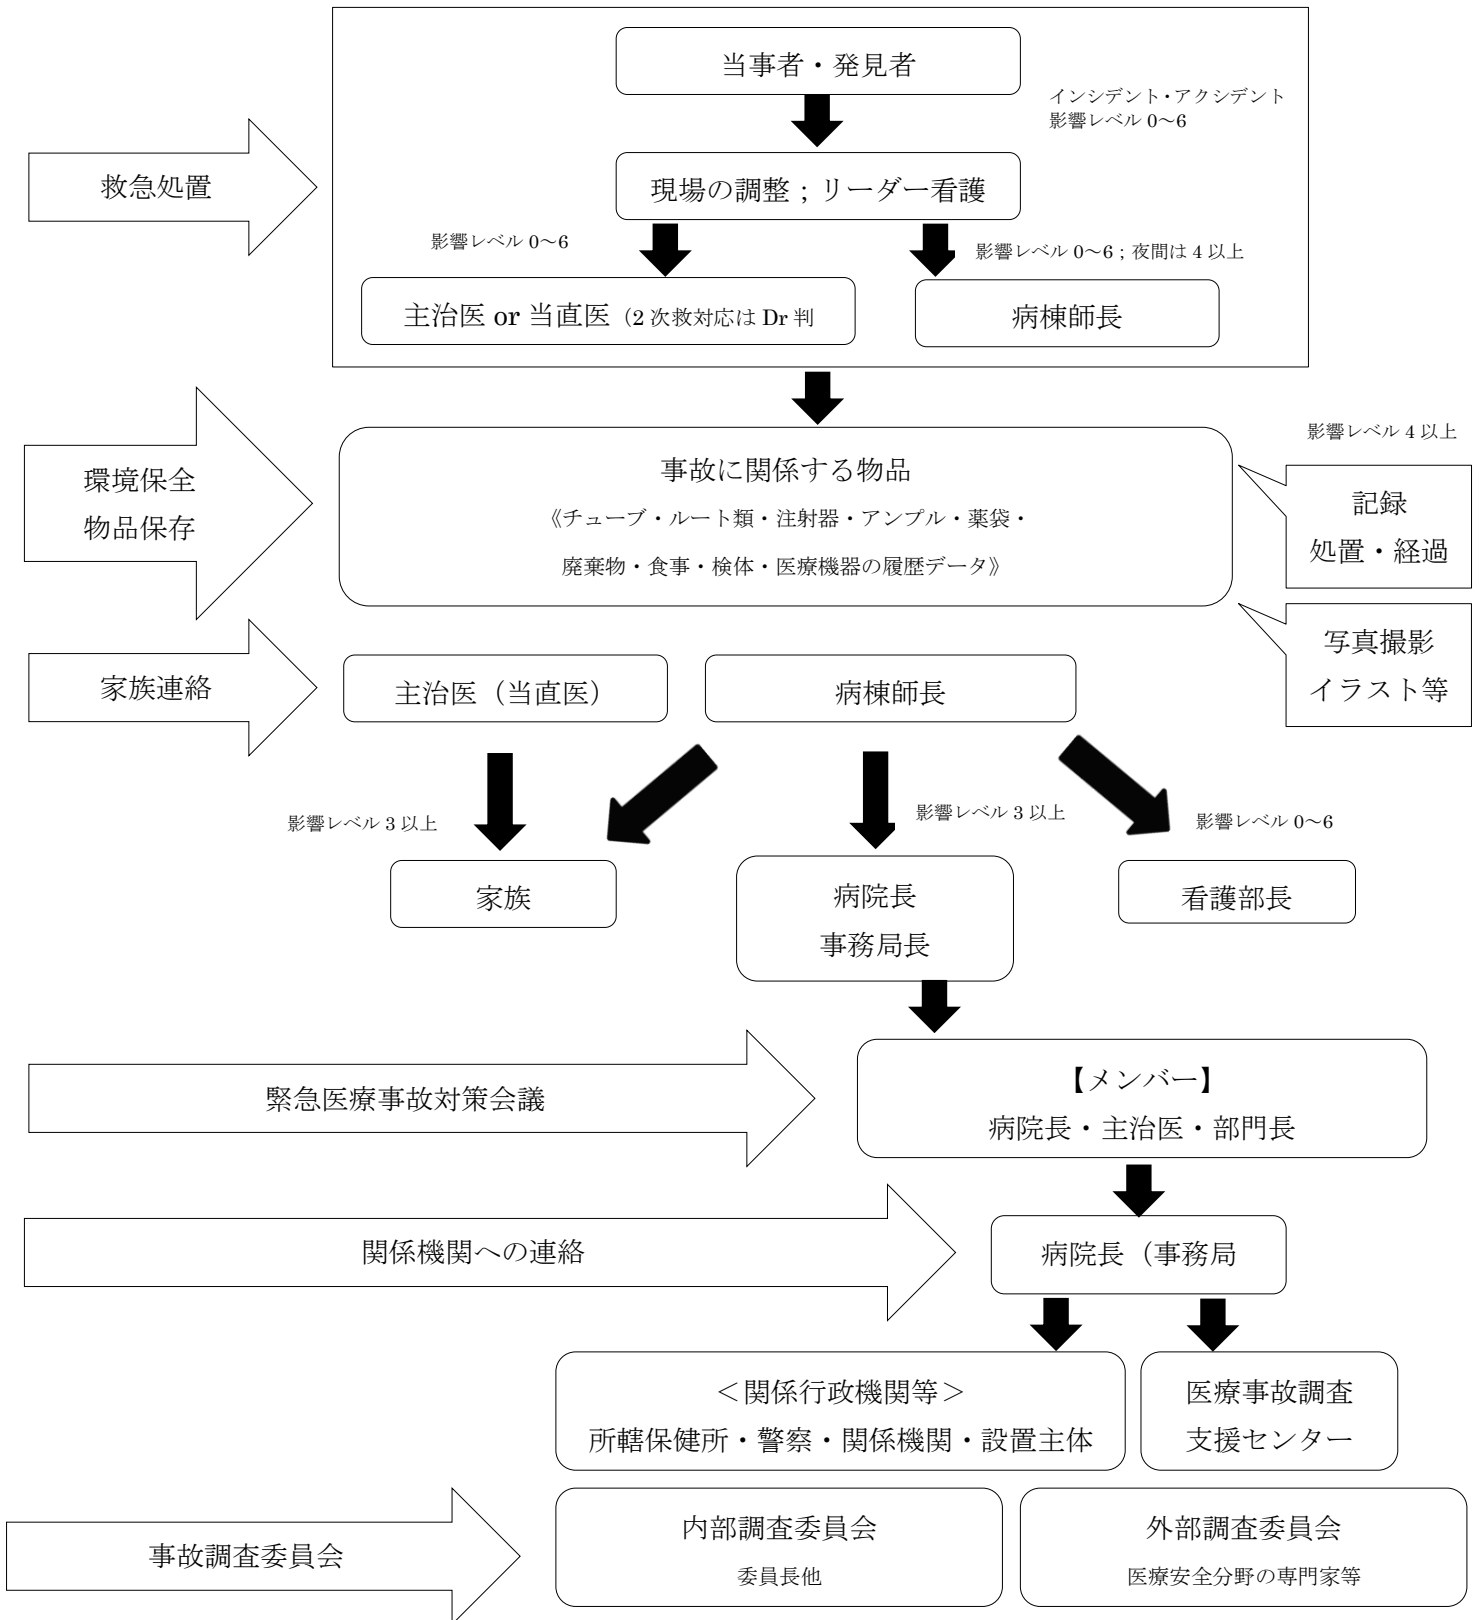 当事者・発見者
インシデント・アクシデント
影響レベル 0～6
救急処置
現場の調整；リーダー看護
影響レベル 0～6
影響レベル 0～6；夜間は 4 以上
主治医 or 当直医（2 次救対応は Dr 判
病棟師長
影響レベル 4 以上
環境保全
物品保存
事故に関係する物品
《チューブ・ルート類・注射器・アンプル・薬袋・
廃棄物・食事・検体・医療機器の履歴データ》
記録
処置・経過
写真撮影
イラスト等
家族連絡
主治医（当直医）
病棟師長
影響レベル 3 以上
影響レベル 3 以上
影響レベル 0～6
家族
病院長
事務局長
看護部長
緊急医療事故対策会議
【メンバー】
病院長・主治医・部門長
関係機関への連絡
病院長（事務局
＜関係行政機関等＞
所轄保健所・警察・関係機関・設置主体
医療事故調査
支援センター
事故調査委員会
内部調査委員会
委員長他
外部調査委員会
医療安全分野の専門家等